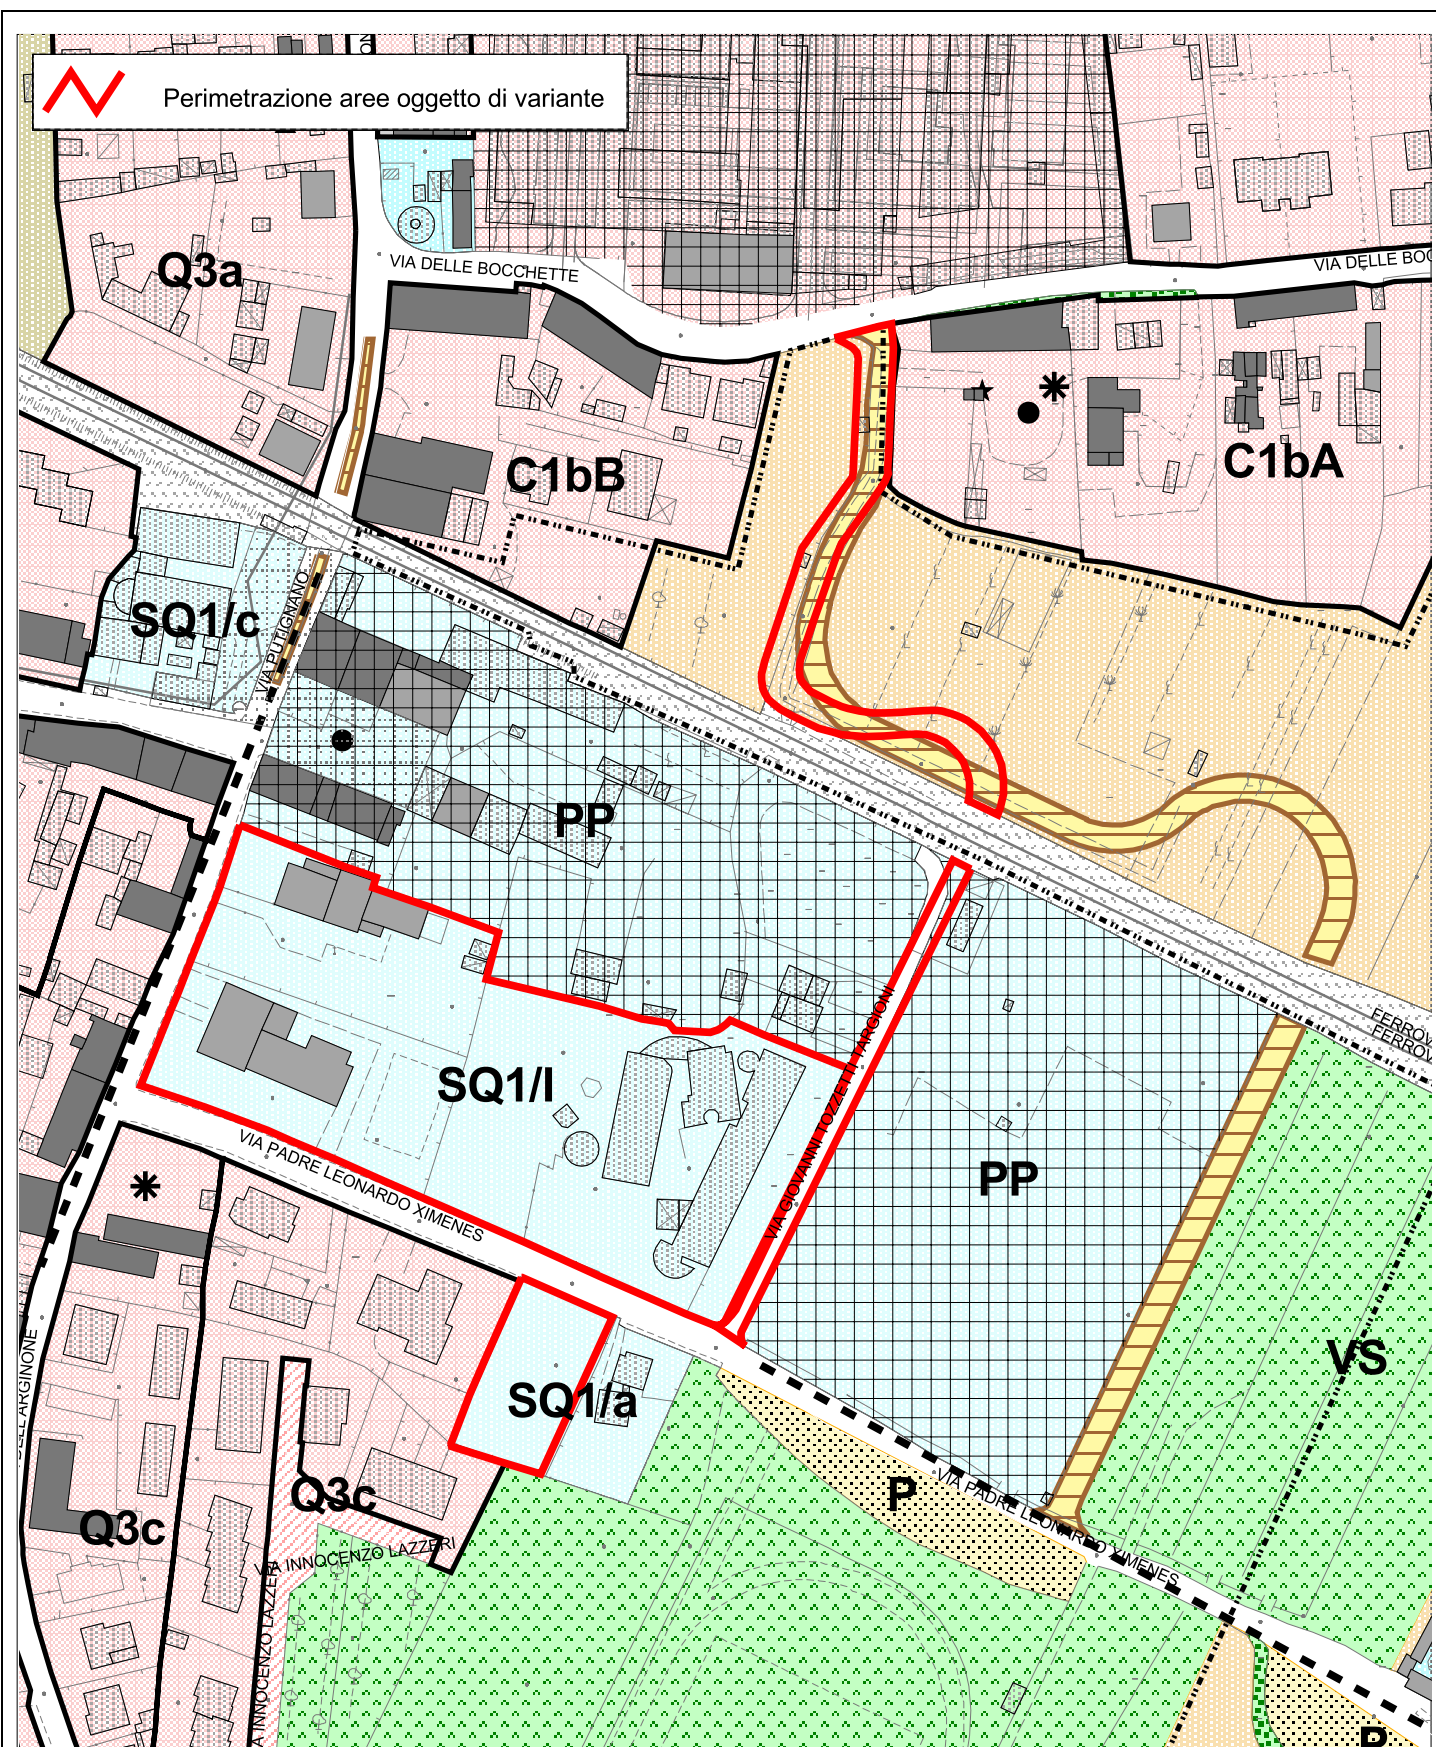 Perimetrazione aree oggetto di variante
VIA DELLE BOCCHETTE
VIA DELLE BOC
Q3a
C1bB
C1bA
SQ1/c
VIA PUTIGNANO
PP
FERROV
FERROV
SQ1/I
VIA GIOVANNI TOZZETTI TARGIONI
PP
VIA PADRE LEONARDO XIMENES
VS
SQ1/a
P
VIA PADRE LEONARDO XIMENES
Q3c
Q3c
VIA INNOCENZO LAZZERI
A INNOCENZO LAZZERI
P